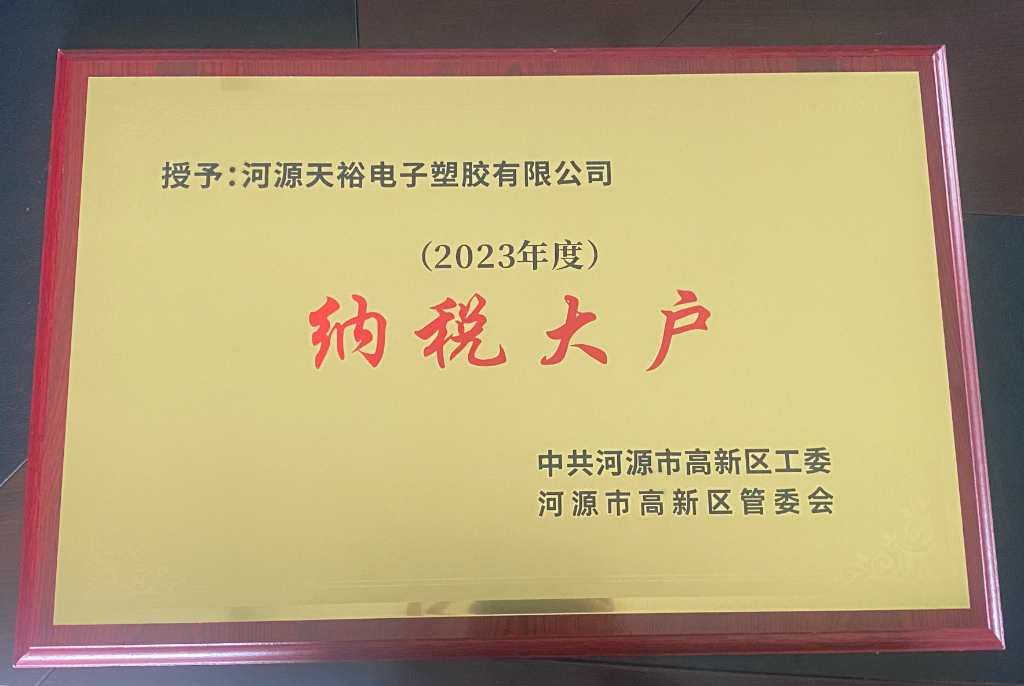 授予:河源天裕电子塑胶有限公司
(2023年度)
纳税大户
中共河源市高新区工委
河源市高新区管委会